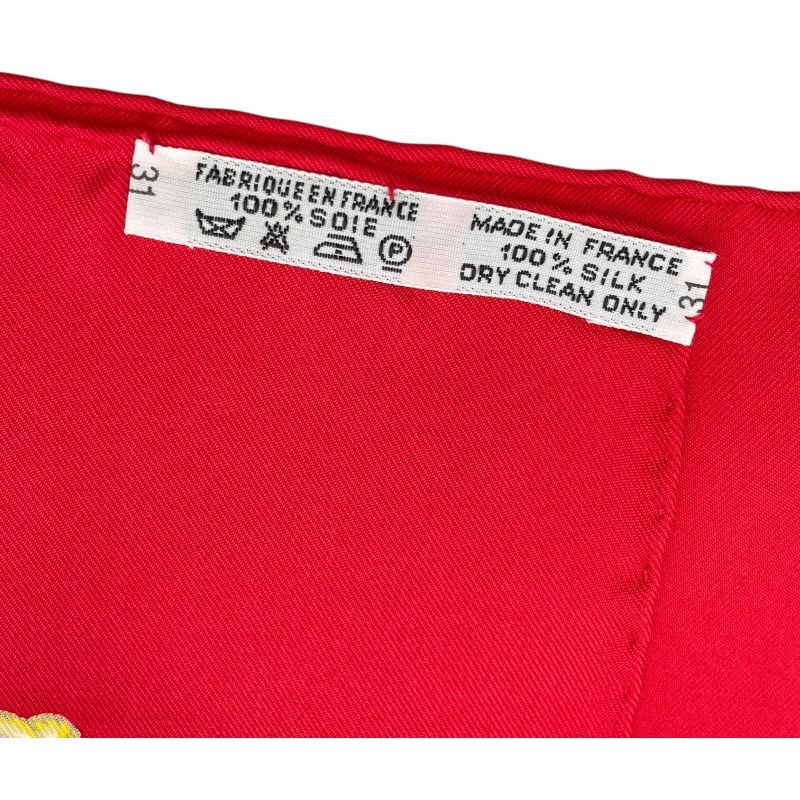 31
FABRIQUE EN FRANCE
100% SOIE
P
MADE IN FRANCE
100% SILK
DRY CLEAN ONLY
31